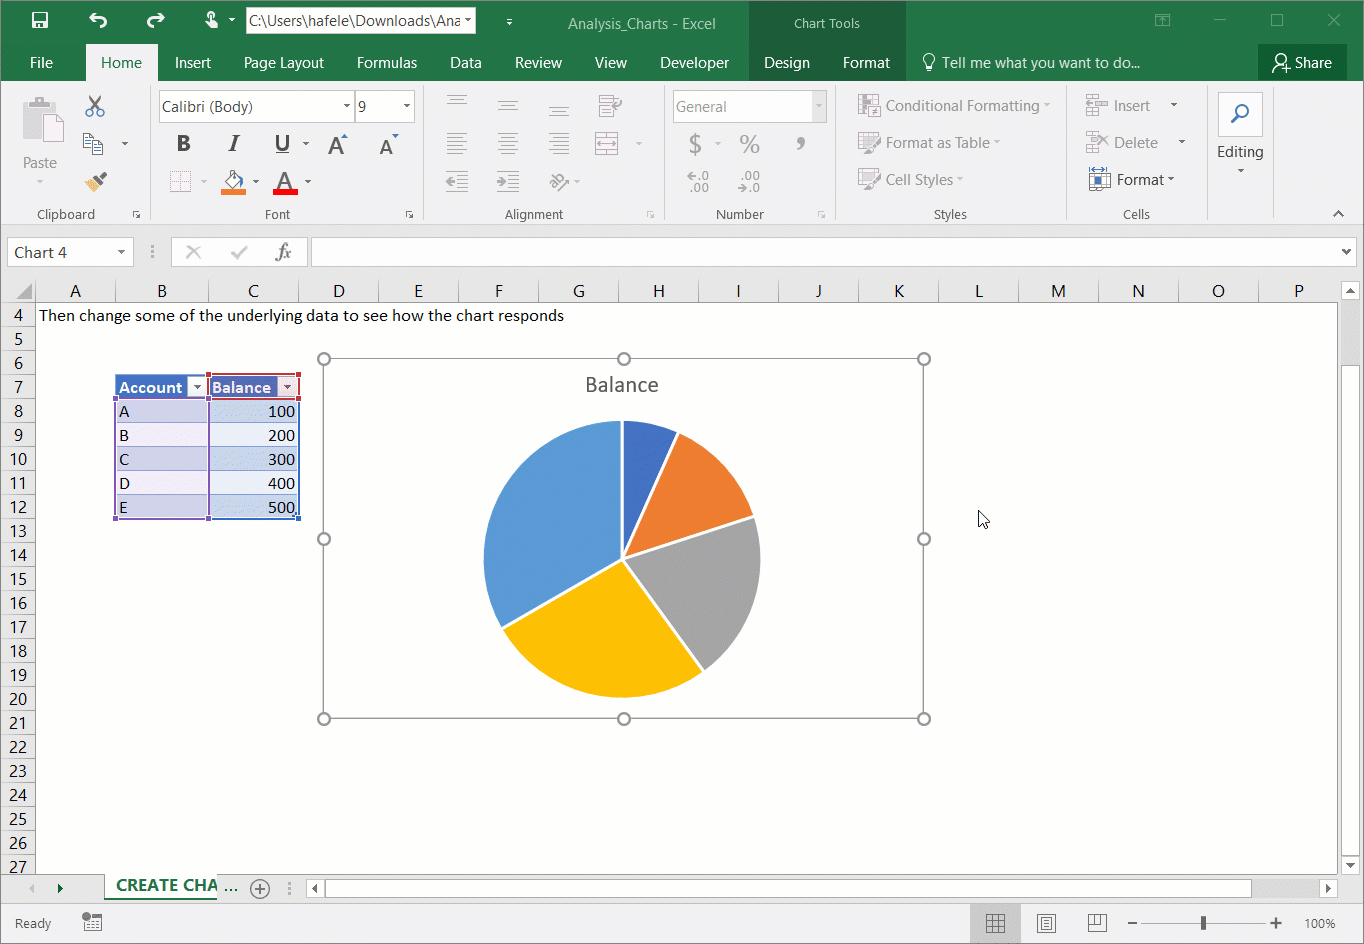 C:\Users\hafele\Downloads\Ana
Analysis_Charts - Excel
Chart Tools
File Home Insert Page Layout Formulas Data Review View Developer Design Format Tell me what you want to do... Share
Paste
Clipboard
Calibri (Body) 9
B I U A A
A
Font
Alignment
General
$ % ,
←.0 .00
.00 →.0
Number
Conditional Formatting
Format as Table
Cell Styles
Styles
Insert
Delete
Format
Cells
Editing
Chart 4 fx
A B C D E F G H I J K L M N O P
4 Then change some of the underlying data to see how the chart responds
5
6
7 Account Balance
8 A 100
9 B 200
10 C 300
11 D 400
12 E 500
13
14
15
16
17
18
19
20
21
22
23
24
25
26
27
Balance
CREATE CHA ...
Ready
100%